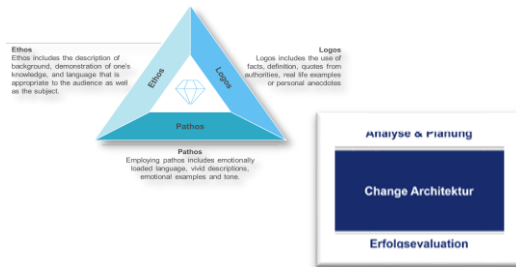 Ethos
Ethos includes the description of
background, demonstration of one's
knowledge, and language that is
appropriate to the audience as well
as the subject.
Ethos
Logos
Logos
Logos includes the use of
facts, definition, quotes from
authorities, real life examples
or personal anecdotes
Pathos
Pathos
Employing pathos includes emotionally
loaded language, vivid descriptions,
emotional examples and tone.
Analyse & Planung
Change Architektur
Erfolgsevaluation